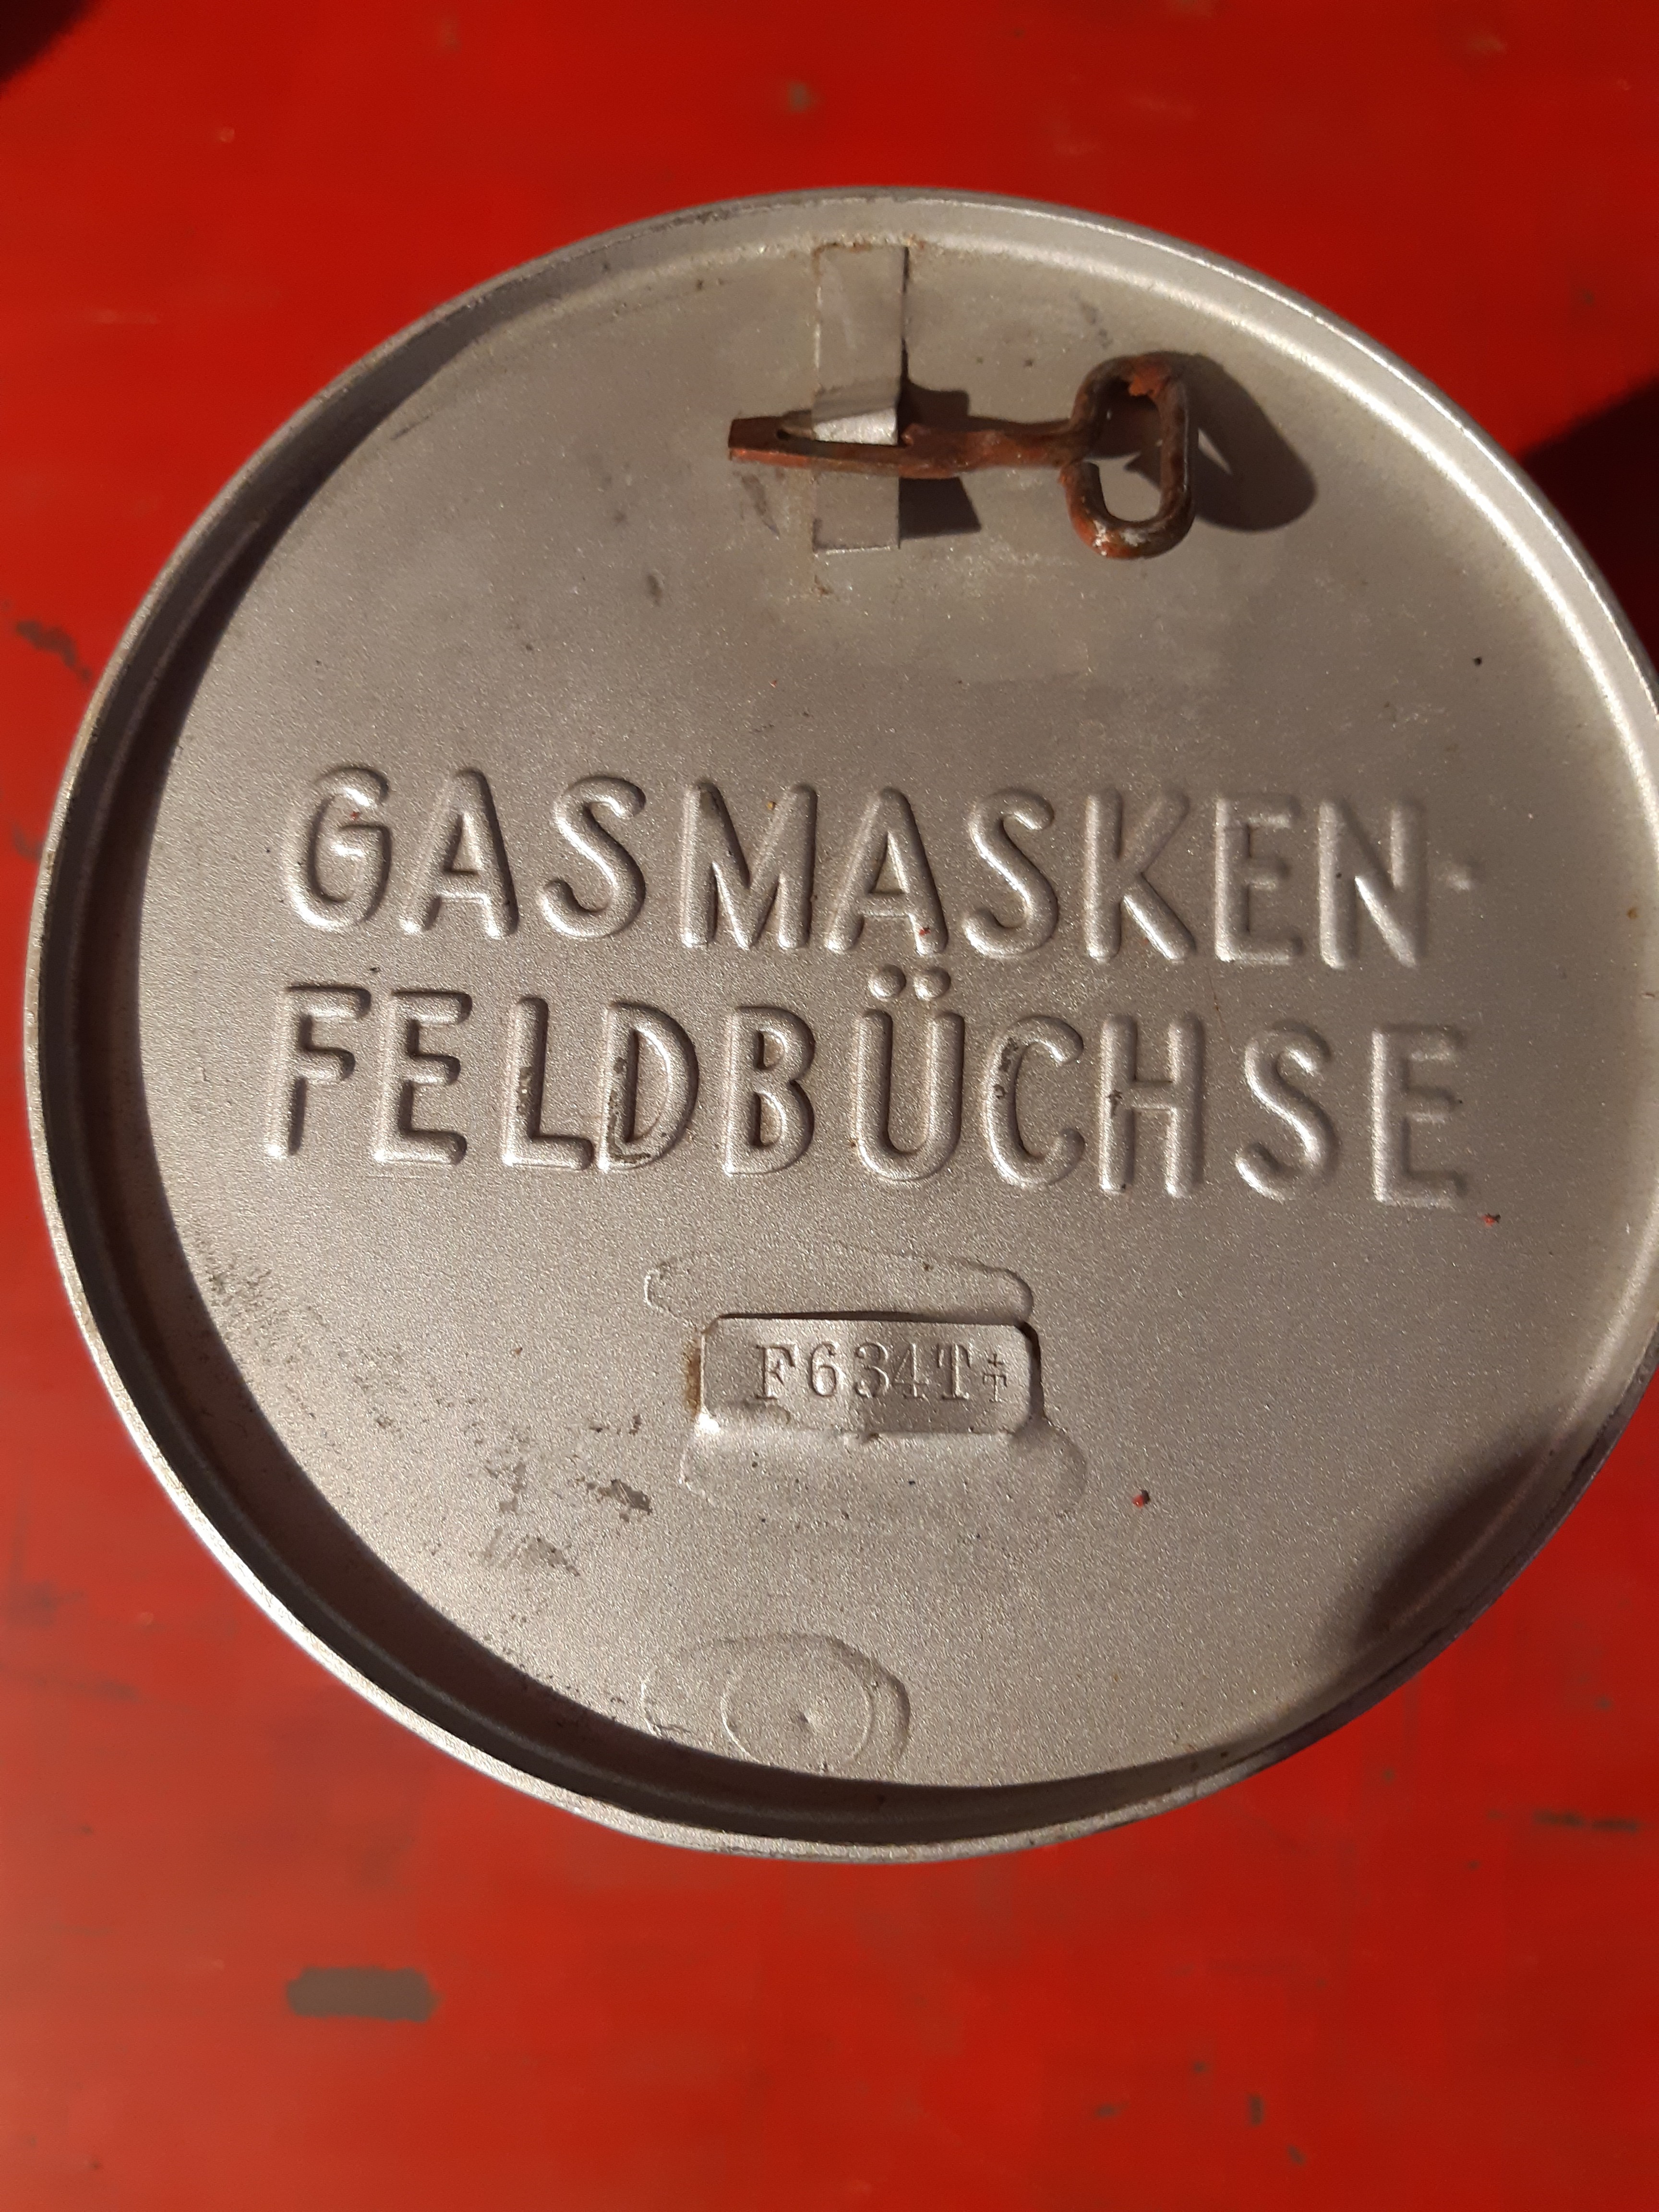 GASMASKEN-
FELDBÜCHSE
F634T‡